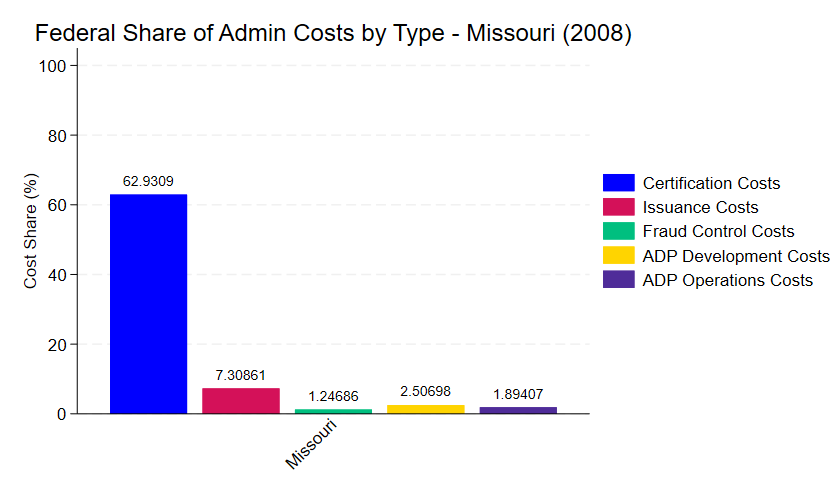 Federal Share of Admin Costs by Type - Missouri (2008)
Cost Share (%)
100
80
60
40
20
0
62.9309
7.30861
1.24686
2.50698
1.89407
Missouri
Certification Costs
Issuance Costs
Fraud Control Costs
ADP Development Costs
ADP Operations Costs